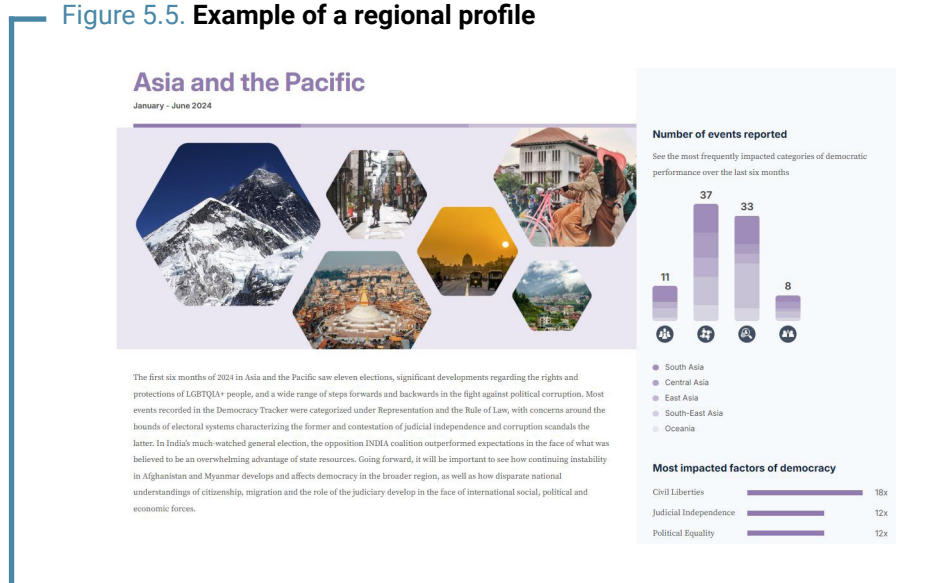 Figure 5.5. Example of a regional profile
Asia and the Pacific
January - June 2024
The first six months of 2024 in Asia and the Pacific saw eleven elections, significant developments regarding the rights and
protections of LGBTQIA+ people, and a wide range of steps forwards and backwards in the fight against political corruption. Most
events recorded in the Democracy Tracker were categorized under Representation and the Rule of Law, with concerns around the
bounds of electoral systems characterizing the former and contestation of judicial independence and corruption scandals the
latter. In India's much-watched general election, the opposition INDIA coalition outperformed expectations in the face of what was
believed to be an overwhelming advantage of state resources. Going forward, it will be important to see how continuing instability
in Afghanistan and Myanmar develops and affects democracy in the broader region, as well as how disparate national
understandings of citizenship, migration and the role of the judiciary develop in the face of international social, political and
economic forces.
Number of events reported
See the most frequently impacted categories of democratic
performance over the last six months
11
37
33
8
South Asia
Central Asia
East Asia
South-East Asia
Oceania
Most impacted factors of democracy
Civil Liberties 18x
Judicial Independence 12x
Political Equality 12x